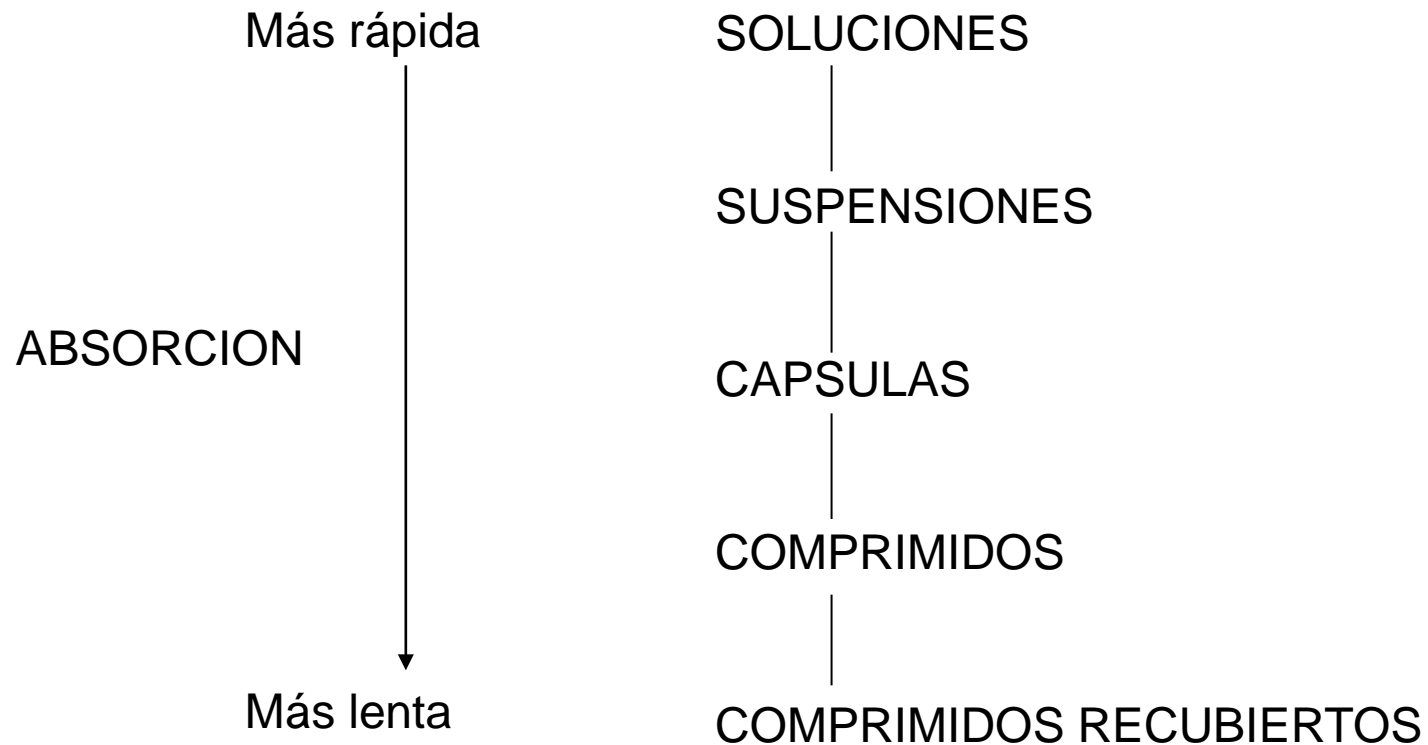 Más rápida
SOLUCIONES
SUSPENSIONES
ABSORCION
CAPSULAS
COMPRIMIDOS
Más lenta
COMPRIMIDOS RECUBIERTOS